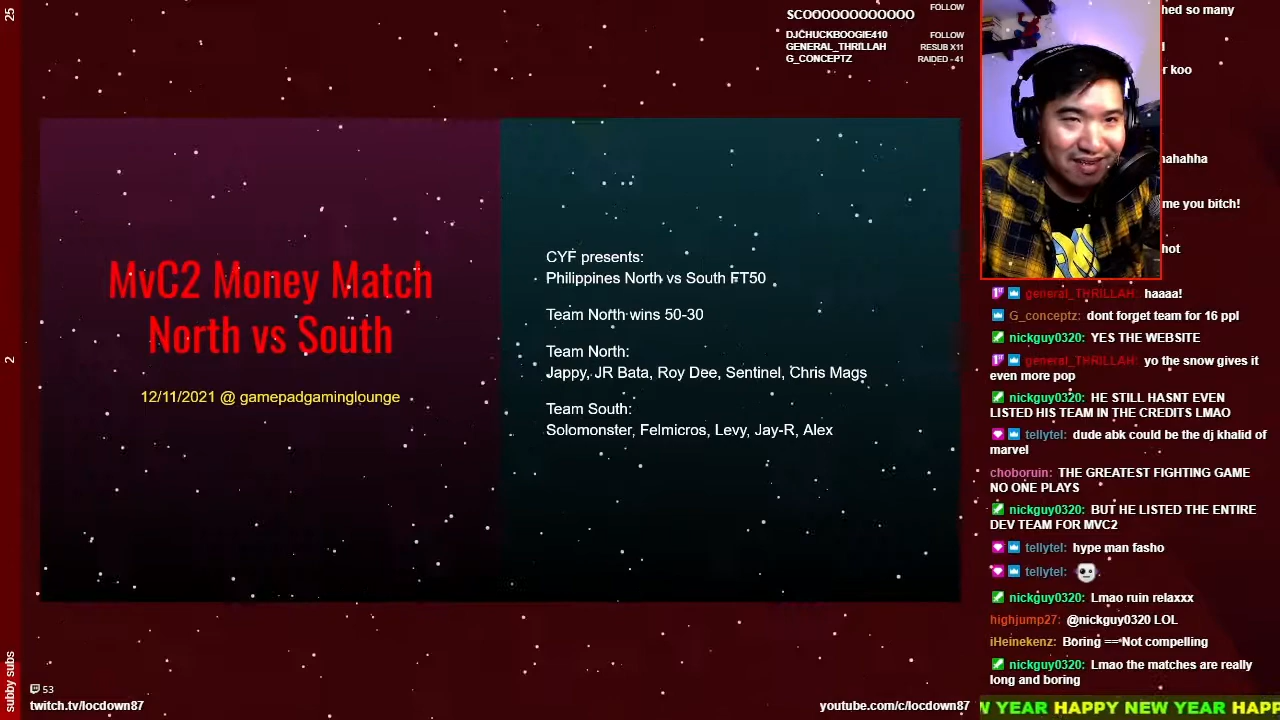 25
2
subby subs
SCOOOOOOOOOOOO FOLLOW
DJCHUCKBOOGIE410 FOLLOW
GENERAL_THRILLAH RESUB X11
G_CONCEPTZ RAIDED - 41
MvC2 Money Match
North vs South
12/11/2021 @ gamepadgaminglounge
CYF presents:
Philippines North vs South FT50
Team North wins 50-30
Team North:
Jappy, JR Bata, Roy Dee, Sentinel, Chris Mags
Team South:
Solomonster, Felmicros, Levy, Jay-R, Alex
hed so many
r koo
me you bitch!
general_THRILLAH: haaaa!
G_conceptz: dont forget team for 16 ppl
nickguy0320: YES THE WEBSITE
general_THRILLAH: yo the snow gives it
even more pop
nickguy0320: HE STILL HASNT EVEN
LISTED HIS TEAM IN THE CREDITS LMAO
tellytel: dude abk could be the dj khalid of
marvel
choboruin: THE GREATEST FIGHTING GAME
NO ONE PLAYS
nickguy0320: BUT HE LISTED THE ENTIRE
DEV TEAM FOR MVC2
tellytel: hype man fasho
tellytel:
nickguy0320: Lmao ruin relaxxx
highjump27: @nickguy0320 LOL
iHeinekenz: Boring == Not compelling
nickguy0320: Lmao the matches are really
long and boring
53
twitch.tv/locdown87
youtube.com/c/locdown87
W YEAR HAPPY NEW YEAR HAPP